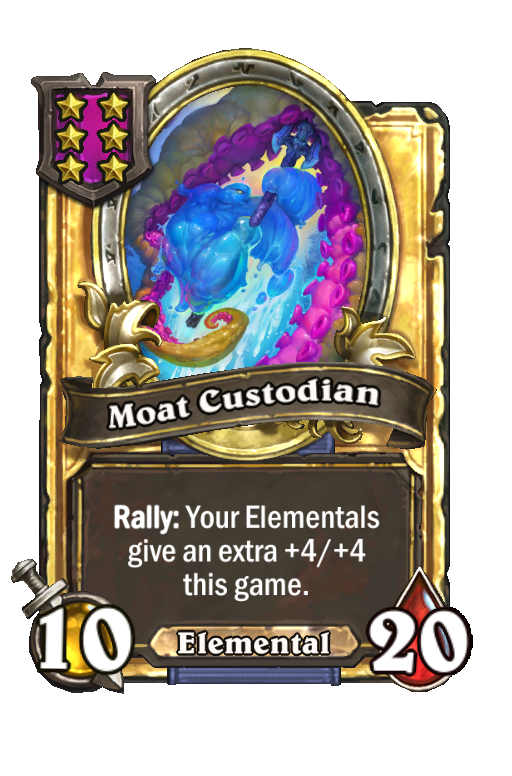 Moat Custodian
Rally: Your Elementals
give an extra +4/+4
this game.
10
Elemental
20